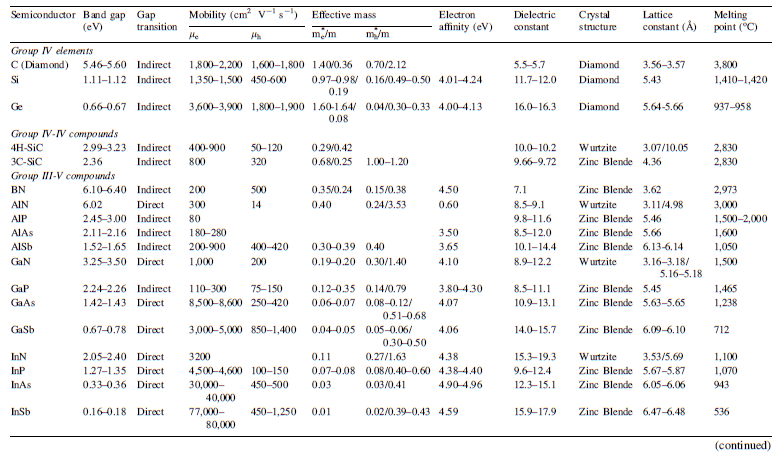 Semiconductor Band gap (eV) Gap transition Mobility (cm² V⁻¹ s⁻¹) Effective mass Electron affinity (eV) Dielectric constant Crystal structure Lattice constant (Å) Melting point (°C)
μe μh m*e/m m*h/m
Group IV elements
C (Diamond) 5.46-5.60 Indirect 1,800–2,200 1,600–1,800 1.40/0.36 0.70/2.12 5.5–5.7 Diamond 3.56–3.57 3,800
Si 1.11–1.12 Indirect 1,350–1,500 450-600 0.97–0.98/0.19 0.16/0.49–0.50 4.01–4.24 11.7–12.0 Diamond 5.43 1,410–1,420
Ge 0.66–0.67 Indirect 3,600–3,900 1,800–1,900 1.60-1.64/0.08 0.04/0.30–0.33 4.00–4.13 16.0–16.3 Diamond 5.64-5.66 937–958
Group IV-IV compounds
4H-SiC 2.99–3.23 Indirect 400-900 50–120 0.29/0.42 10.0–10.2 Wurtzite 3.07/10.05 2,830
3C-SiC 2.36 Indirect 800 320 0.68/0.25 1.00–1.20 9.66–9.72 Zinc Blende 4.36 2,830
Group III-V compounds
BN 6.10–6.40 Indirect 200 500 0.35/0.24 0.15/0.38 4.50 7.1 Zinc Blende 3.62 2,973
AlN 6.02 Direct 300 14 0.40 0.24/3.53 0.60 8.5–9.1 Wurtzite 3.11/4.98 3,000
AlP 2.45–3.00 Indirect 80 9.8–11.6 Zinc Blende 5.46 1,500–2,000
AlAs 2.11–2.16 Indirect 180–280 3.50 8.5–12.0 Zinc Blende 5.66 1,600
AlSb 1.52–1.65 Indirect 200-900 400–420 0.30–0.39 0.40 3.65 10.1–14.4 Zinc Blende 6.13-6.14 1,050
GaN 3.25–3.50 Direct 1,000 200 0.19–0.20 0.30/1.40 4.10 8.9–12.2 Wurtzite 3.16–3.18/5.16–5.18 1,500
GaP 2.24–2.26 Indirect 110–300 75–150 0.12–0.35 0.14/0.79 3.80–4.30 8.5–11.1 Zinc Blende 5.45 1,465
GaAs 1.42–1.43 Direct 8,500–8,600 250–420 0.06–0.07 0.08–0.12/0.51–0.68 4.07 10.9–13.1 Zinc Blende 5.63–5.65 1,238
GaSb 0.67–0.78 Direct 3,000–5,000 850–1,400 0.04–0.05 0.05–0.06/0.30–0.50 4.06 14.0–15.7 Zinc Blende 6.09–6.10 712
InN 2.05–2.40 Direct 3200 0.11 0.27/1.63 4.38 15.3–19.3 Wurtzite 3.53/5.69 1,100
InP 1.27–1.35 Direct 4,500–4,600 100–150 0.07–0.08 0.08/0.40–0.60 4.38–4.40 9.6–12.4 Zinc Blende 5.67–5.87 1,070
InAs 0.33–0.36 Direct 30,000–40,000 450–500 0.03 0.03/0.41 4.90–4.96 12.3–15.1 Zinc Blende 6.05–6.06 943
InSb 0.16–0.18 Direct 77,000–80,000 450–1,250 0.01 0.02/0.39–0.43 4.59 15.9–17.9 Zinc Blende 6.47–6.48 536
(continued)